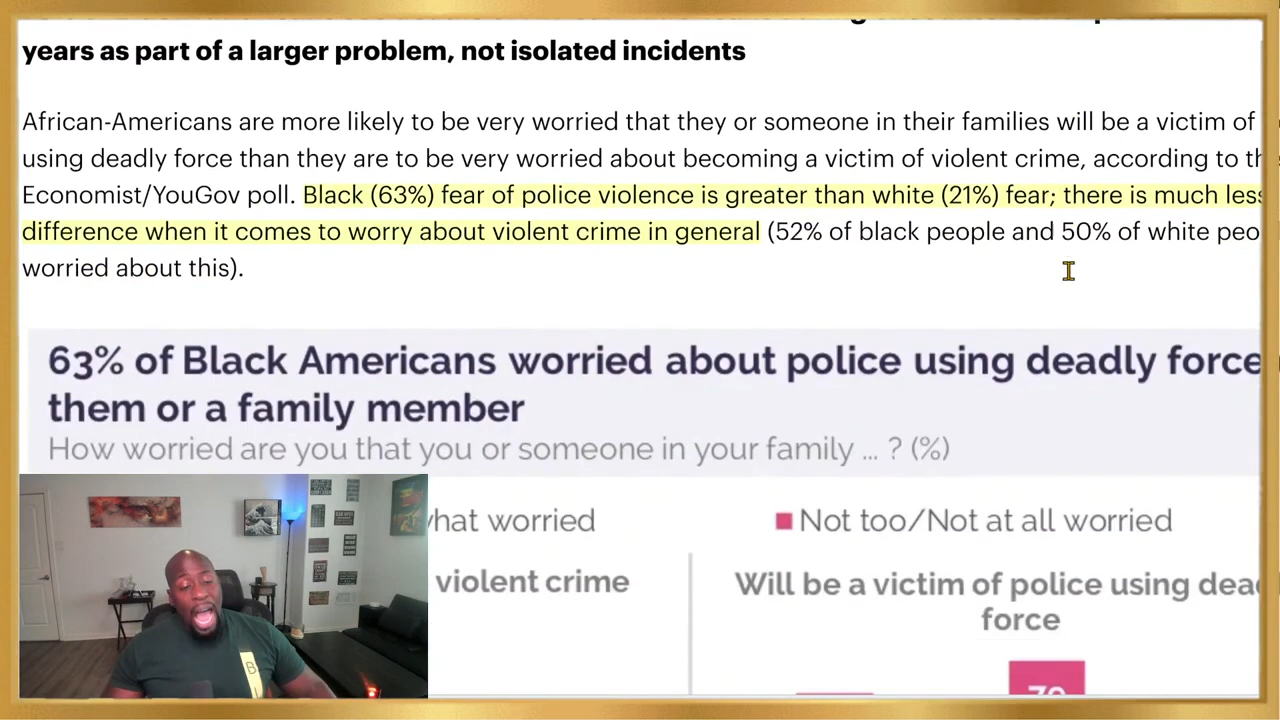 years as part of a larger problem, not isolated incidents
African-Americans are more likely to be very worried that they or someone in their families will be a victim of
using deadly force than they are to be very worried about becoming a victim of violent crime, according to
Economist/YouGov poll. Black (63%) fear of police violence is greater than white (21%) fear; there is much less
difference when it comes to worry about violent crime in general (52% of black people and 50% of white
worried about this).
63% of Black Americans worried about police using deadly force
them or a family member
How worried are you that you or someone in your family ... ? (%)
worried
Not too/Not at all worried
violent crime
Will be a victim of police using
force